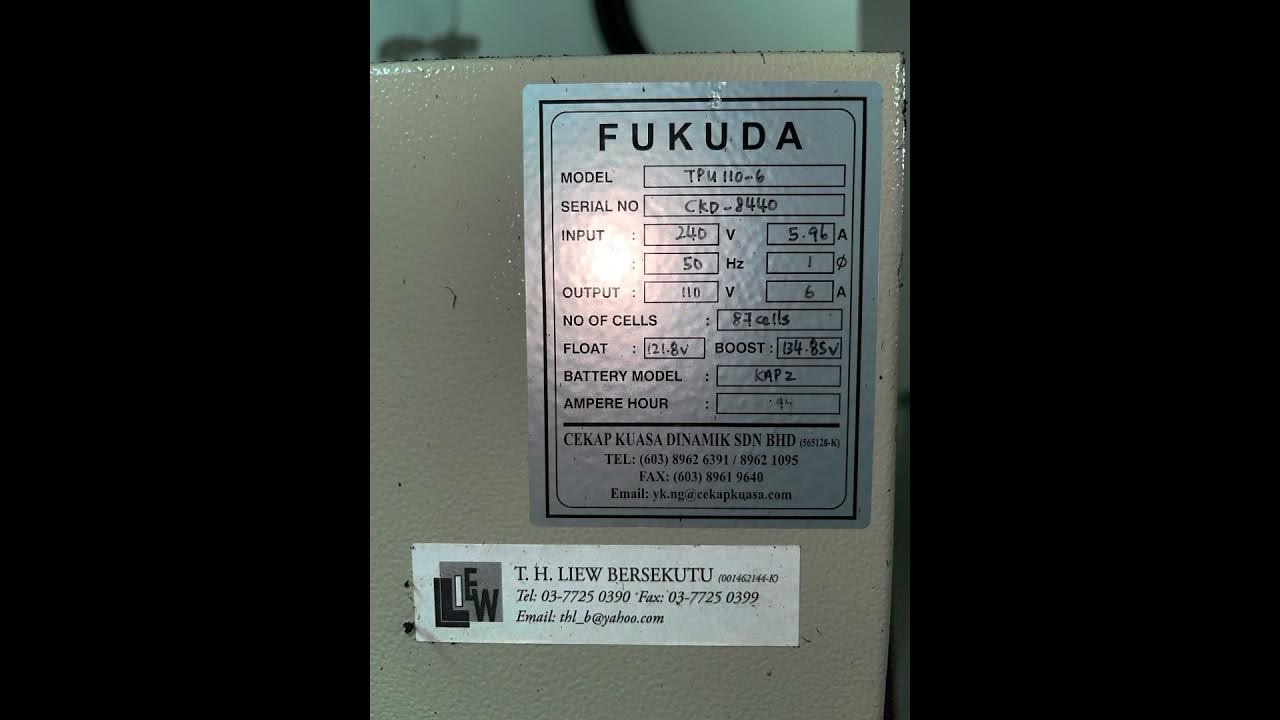 FUKUDA
MODEL TPU 110-6
SERIAL NO CKD-8440
INPUT : 240 V 5.96 A
: 50 Hz 1 Ø
OUTPUT : 110 V 6 A
NO OF CELLS : 87 cells
FLOAT : 121.8V BOOST : 134.85V
BATTERY MODEL : KAP2
AMPERE HOUR :
CEKAP KUASA DINAMIK SDN BHD (565128-K)
TEL: (603) 8962 6391 / 8962 1095
FAX: (603) 8961 9640
Email: yk.ng@cekapkuasa.com
LIEW
T. H. LIEW BERSEKUTU (001462144-K)
Tel: 03-7725 0390 Fax: 03-7725 0399
Email: thl_b@yahoo.com